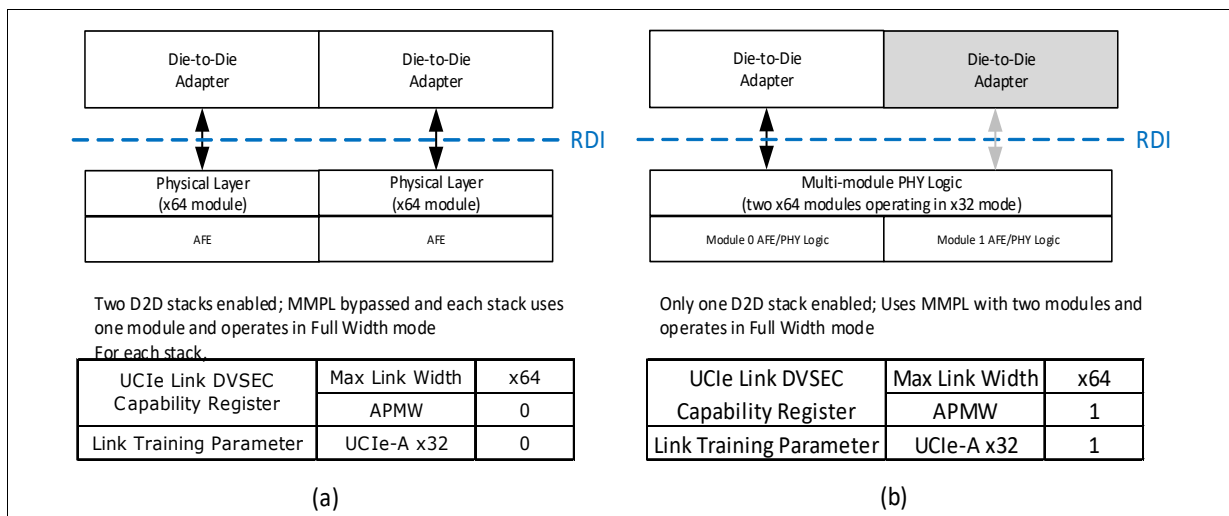 Die-to-Die
Adapter
Die-to-Die
Adapter
RDI
Physical Layer
(x64 module)
Physical Layer
(x64 module)
AFE
AFE
Two D2D stacks enabled; MMPL bypassed and each stack uses
one module and operates in Full Width mode
For each stack,
UCIe Link DVSEC
Capability Register
Max Link Width
x64
APMW
0
Link Training Parameter
UCIe-A x32
0
(a)
Die-to-Die
Adapter
Die-to-Die
Adapter
RDI
Multi-module PHY Logic
(two x64 modules operating in x32 mode)
Module 0 AFE/PHY Logic
Module 1 AFE/PHY Logic
Only one D2D stack enabled; Uses MMPL with two modules and
operates in Full Width mode
UCIe Link DVSEC
Capability Register
Max Link Width
x64
APMW
1
Link Training Parameter
UCIe-A x32
1
(b)